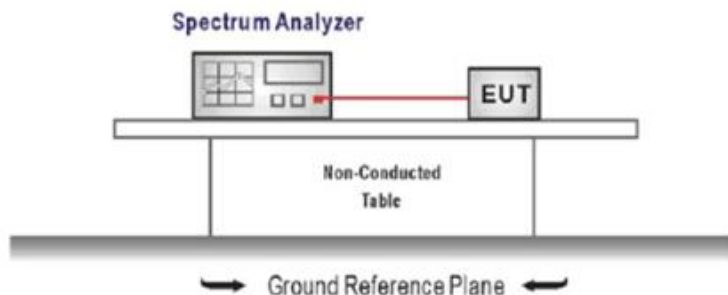 Spectrum Analyzer
EUT
Non-Conducted
Table
Ground Reference Plane